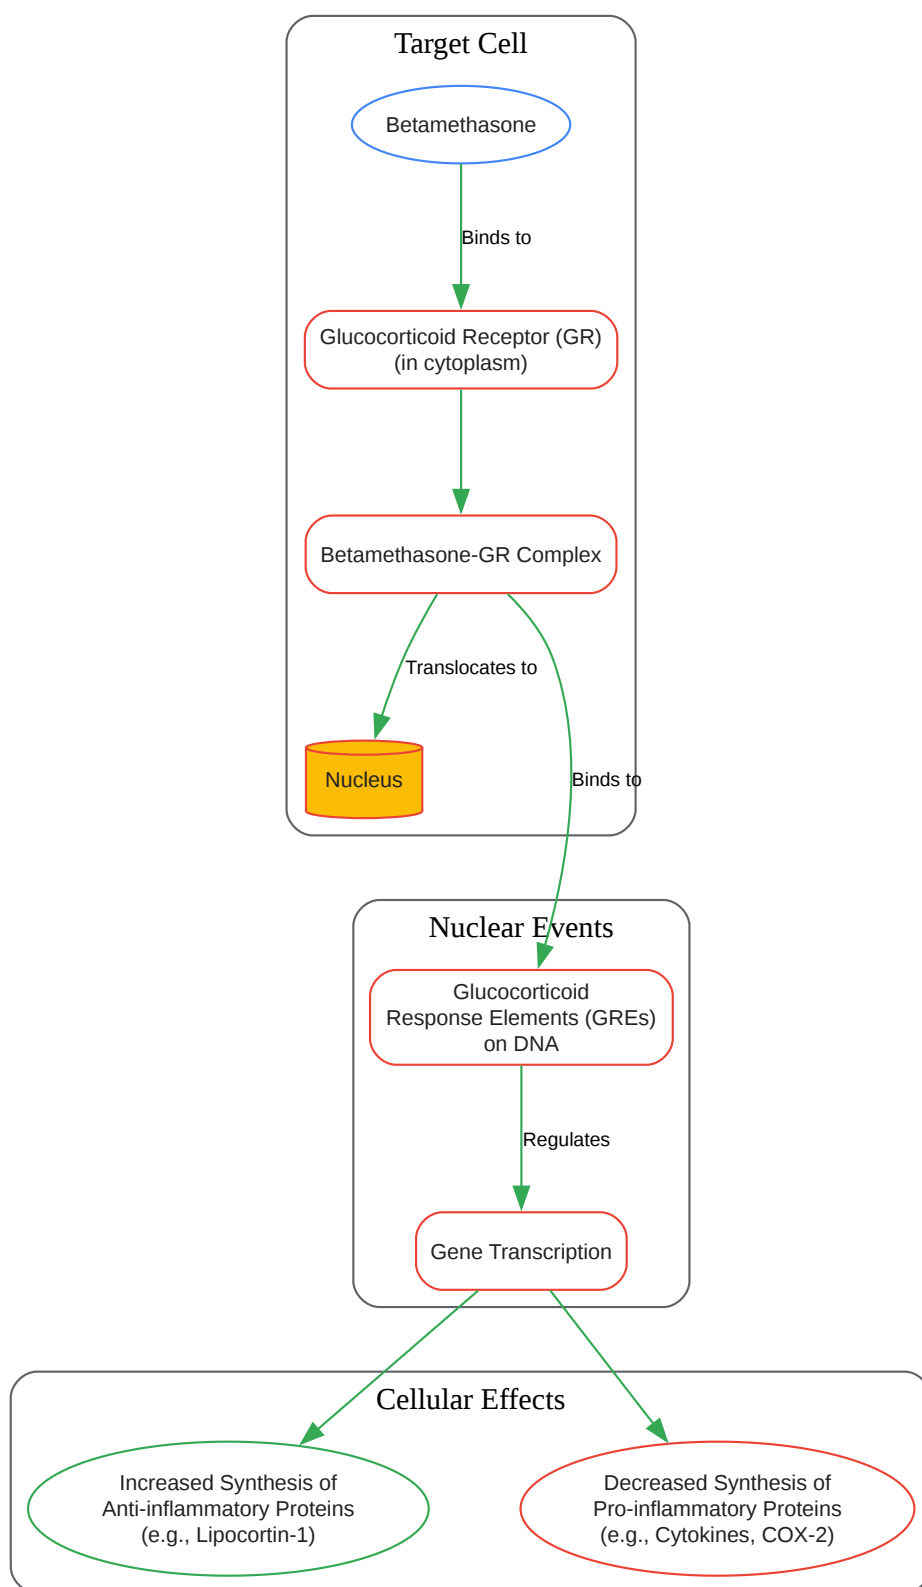 Target Cell
Betamethasone
Binds to
Glucocorticoid Receptor (GR)
(in cytoplasm)
Betamethasone-GR Complex
Translocates to
Nucleus
Binds to
Nuclear Events
Glucocorticoid
Response Elements (GREs)
on DNA
Regulates
Gene Transcription
Cellular Effects
Increased Synthesis of
Anti-inflammatory Proteins
(e.g., Lipocortin-1)
Decreased Synthesis of
Pro-inflammatory Proteins
(e.g., Cytokines, COX-2)